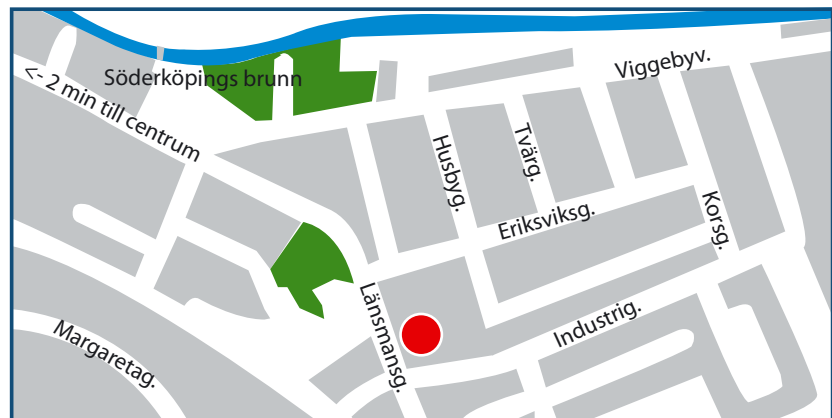 Viggebyv.
Söderköpings brunn
<- 2 min till centrum
Husbyg.
Tvärg.
Eriksviksg.
Korsg.
Länsmansg.
Industrig.
Margaretag.